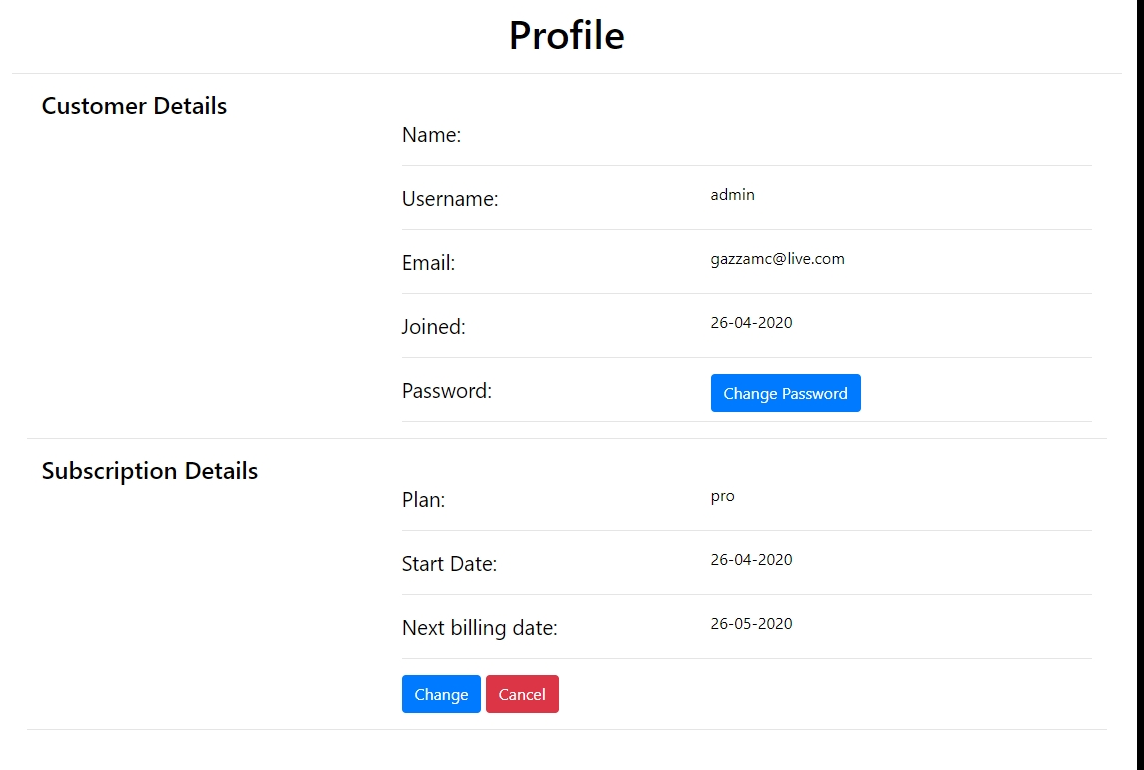 Profile
Customer Details
Name:
Username: admin
Email: gazzamc@live.com
Joined: 26-04-2020
Password: Change Password
Subscription Details
Plan: pro
Start Date: 26-04-2020
Next billing date: 26-05-2020
Change Cancel